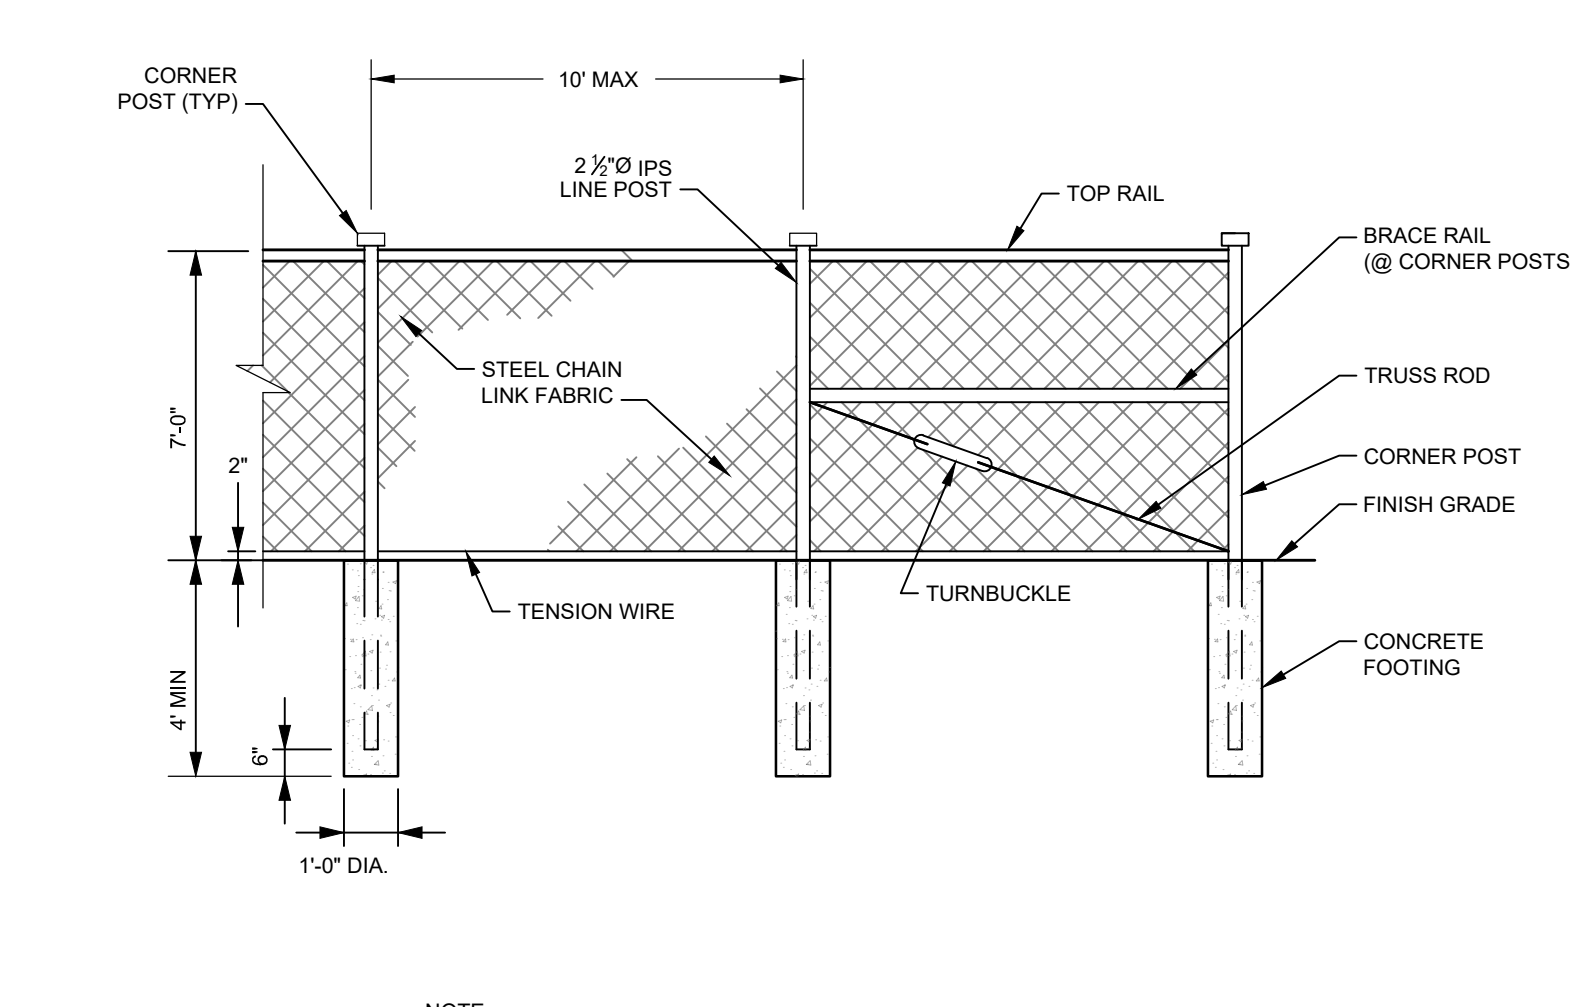 CORNER
POST (TYP)
10' MAX
2 ½"Ø IPS
LINE POST
TOP RAIL
BRACE RAIL
(@ CORNER POSTS
STEEL CHAIN
LINK FABRIC
TRUSS ROD
7'-0"
2"
CORNER POST
FINISH GRADE
TENSION WIRE
TURNBUCKLE
CONCRETE
FOOTING
4' MIN
6"
1'-0" DIA.
NOTE